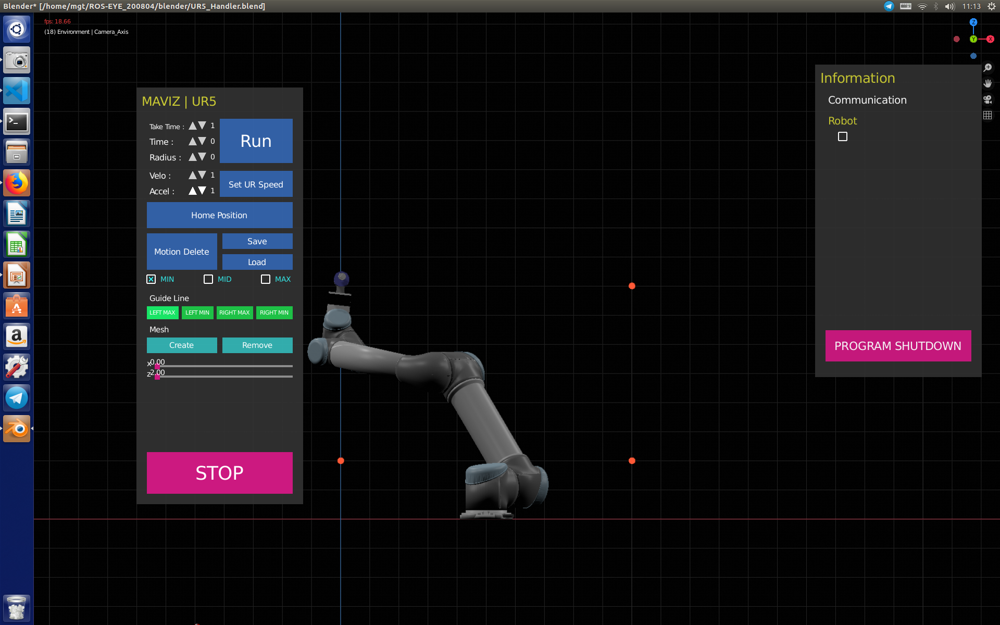 Blender* [/home/mgt/ROS-EYE_200804/blender/UR5_Handler.blend]
11:13
fps: 18.66
(18) Environment | Camera_Axis
Z
Y
X
MAVIZ | UR5
Take Time : 1
Time : 0
Radius : 0
Run
Velo : 1
Accel : 1
Set UR Speed
Home Position
Motion Delete
Save
Load
MIN MID MAX
Guide Line
LEFT MAX LEFT MIN RIGHT MAX RIGHT MIN
Mesh
Create Remove
x 0.00
z 2.00
STOP
Information
Communication
Robot
PROGRAM SHUTDOWN